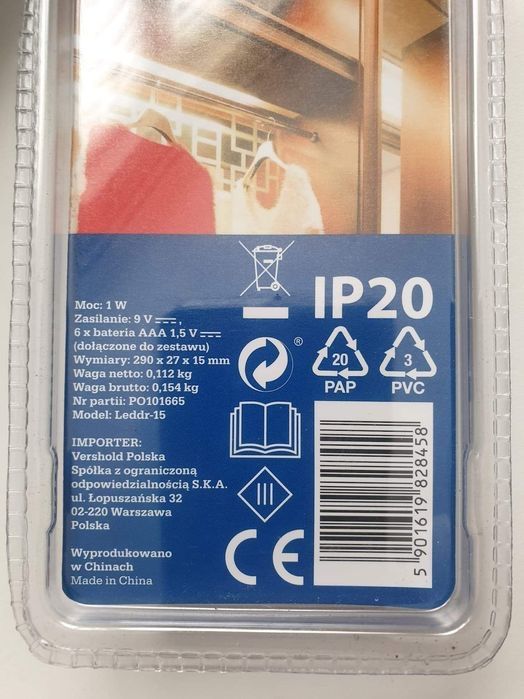 Moc: 1 W
Zasilanie: 9 V ⎓,
6 x bateria AAA 1,5 V ⎓
(dołączone do zestawu)
Wymiary: 290 x 27 x 15 mm
Waga netto: 0,112 kg
Waga brutto: 0,154 kg
Nr partii: PO101665
Model: Leddr-15
IMPORTER:
Vershold Polska
Spółka z ograniczoną
odpowiedzialnością S.K.A.
ul. Łopuszańska 32
02-220 Warszawa
Polska
Wyprodukowano
w Chinach
Made in China
IP20
®
20
PAP
3
PVC
III
CE
5 901619 828458